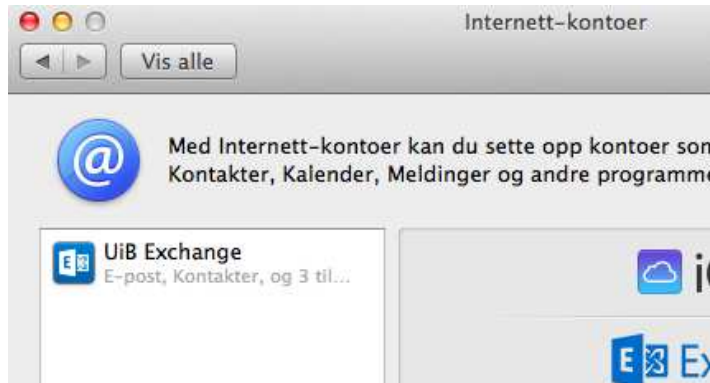 Internett-kontoer
Vis alle
@
Med Internett-kontoer kan du sette opp kontoer som
Kontakter, Kalender, Meldinger og andre programme
UiB Exchange
E-post, Kontakter, og 3 til...
E